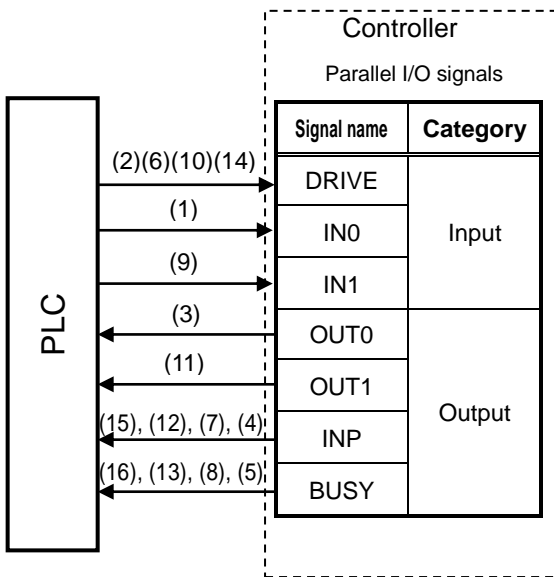 Controller
Parallel I/O signals
Signal name Category
(2)(6)(10)(14) DRIVE
(1) IN0 Input
(9) IN1
PLC
(3) OUT0
(11) OUT1
Output
(15), (12), (7), (4) INP
(16), (13), (8), (5) BUSY